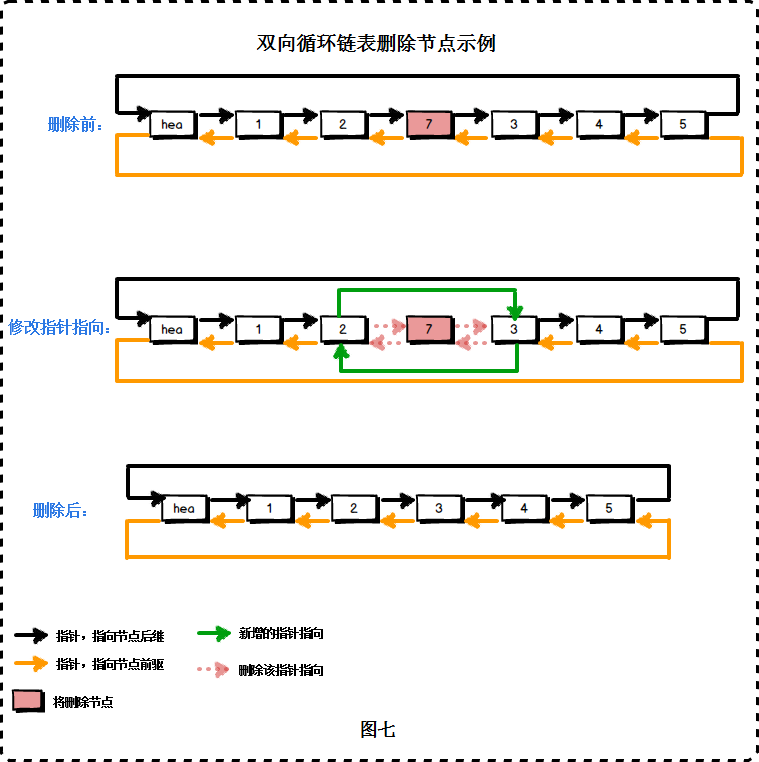 双向循环链表删除节点示例
删除前:
hea 1 2 7 3 4 5
修改指针指向:
hea 1 2 7 3 4 5
删除后:
hea 1 2 3 4 5
指针，指向节点后继
新增的指针指向
指针，指向节点前驱
删除该指针指向
将删除节点
图七